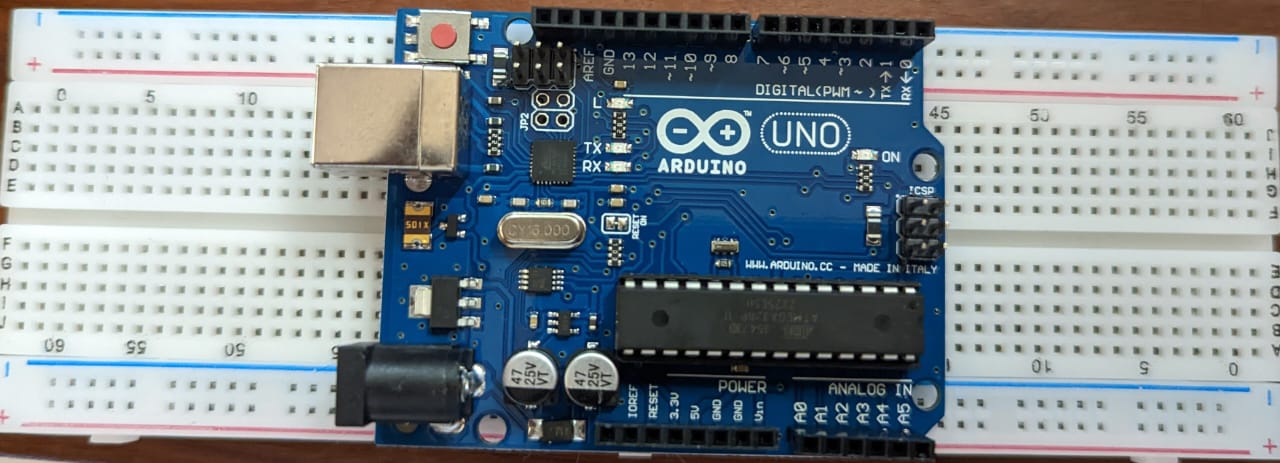 AREF
GND
13
12
~11
~10
~9
8
7
~6
~5
4
~3
2
TX→1
RX←0
DIGITAL(PWM ~)
0
5
10
45
50
55
60
A
B
C
D
E
J
I
H
G
F
JP2
L
TX
RX
ARDUINO
™
UNO
ON
ICSP
501X
CY16.000
RESET
ON
WWW.ARDUINO.CC – MADE IN ITALY
F
G
H
I
J
E
D
C
B
A
60
55
50
10
5
0
47
25V
VT
47
25V
VT
POWER
ANALOG IN
IOREF
RESET
3.3V
5V
GND
GND
Vin
A0
A1
A2
A3
A4
A5